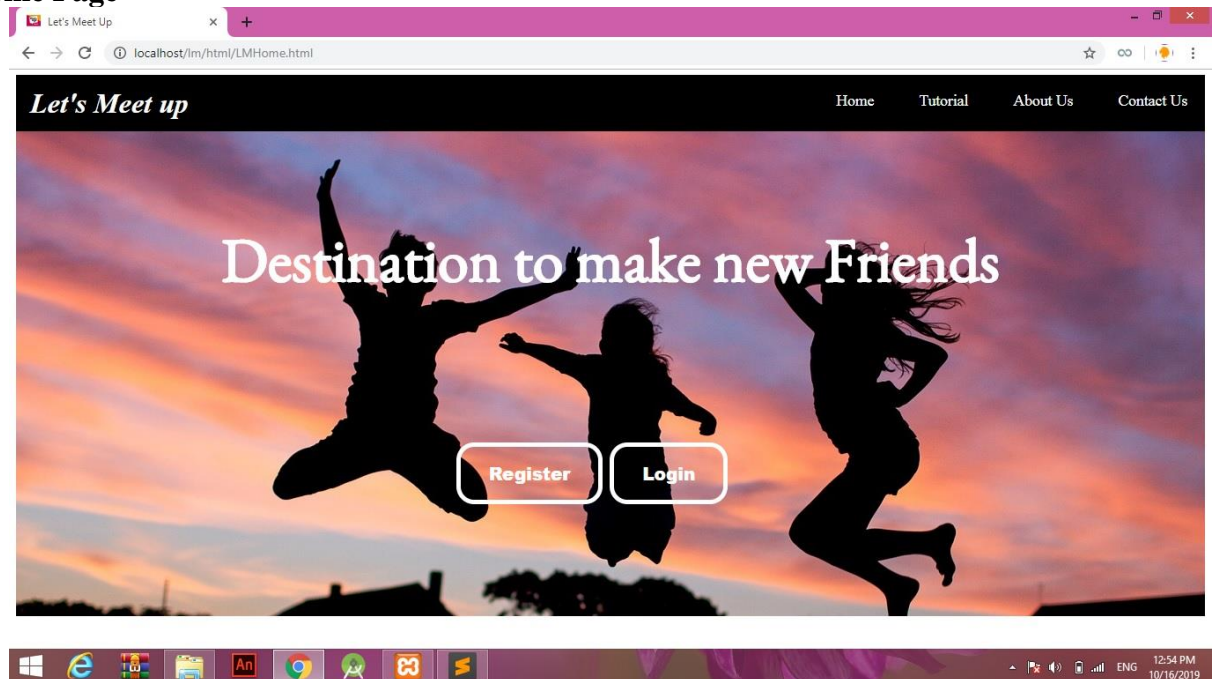 Let's Meet Up
localhost/lm/html/LMHome.html
Let's Meet up
Home Tutorial About Us Contact Us
Destination to make new Friends
Register Login
An
ENG 12:54 PM
10/16/2019